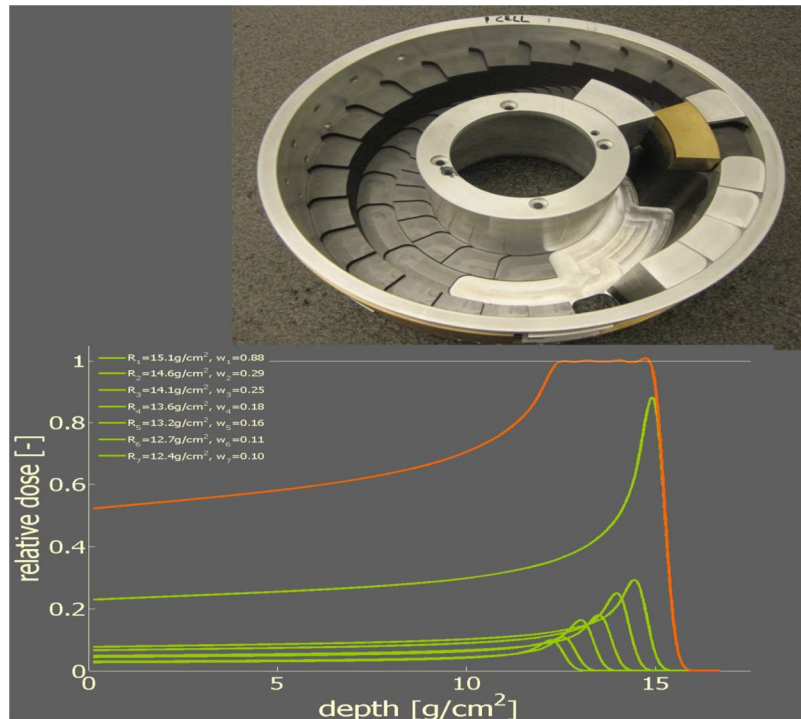 1 CELL 1
R₁=15.1g/cm², w₁=0.88
R₂=14.6g/cm², w₂=0.29
R₃=14.1g/cm², w₃=0.25
R₄=13.6g/cm², w₄=0.18
R₅=13.2g/cm², w₅=0.16
R₆=12.7g/cm², w₆=0.11
R₇=12.4g/cm², w₇=0.10
1
0.8
0.6
0.4
0.2
0
relative dose [-]
0 5 10 15
depth [g/cm²]